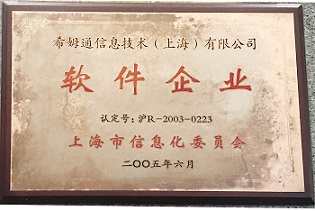 希姆通信息技术（上海）有限公司
软件企业
认定号：沪R-2003-0223
上海市信息化委员会
二〇〇五年六月